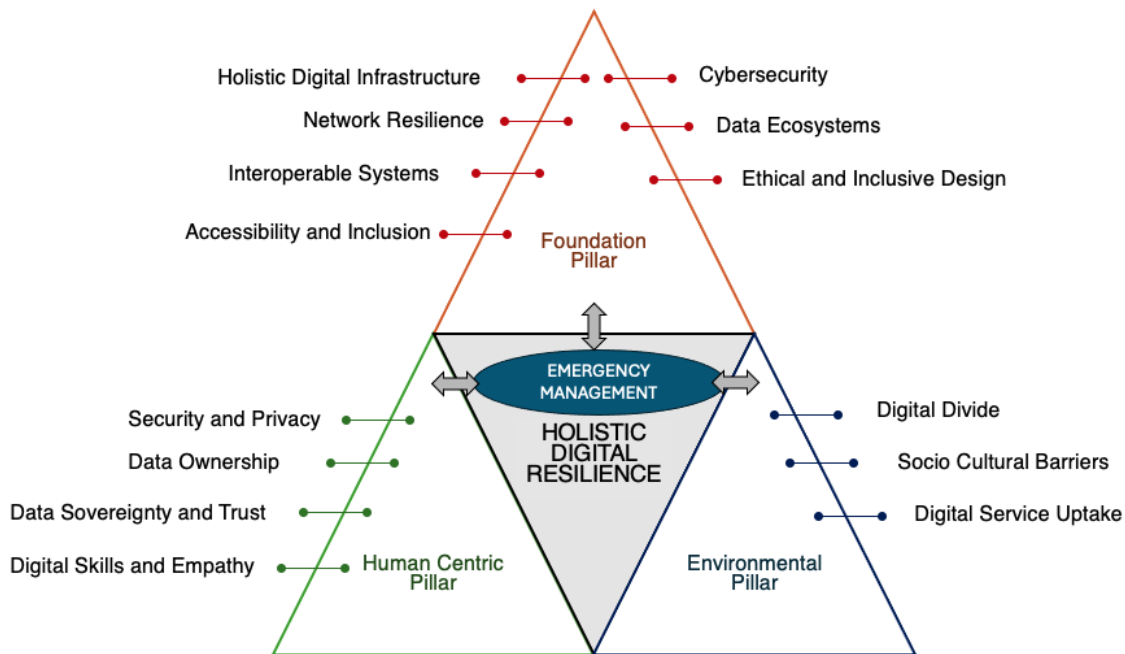 Holistic Digital Infrastructure
Cybersecurity
Network Resilience
Data Ecosystems
Interoperable Systems
Ethical and Inclusive Design
Accessibility and Inclusion
Foundation
Pillar
EMERGENCY
MANAGEMENT
HOLISTIC
DIGITAL
RESILIENCE
Security and Privacy
Data Ownership
Data Sovereignty and Trust
Digital Skills and Empathy
Human Centric
Pillar
Digital Divide
Socio Cultural Barriers
Digital Service Uptake
Environmental
Pillar